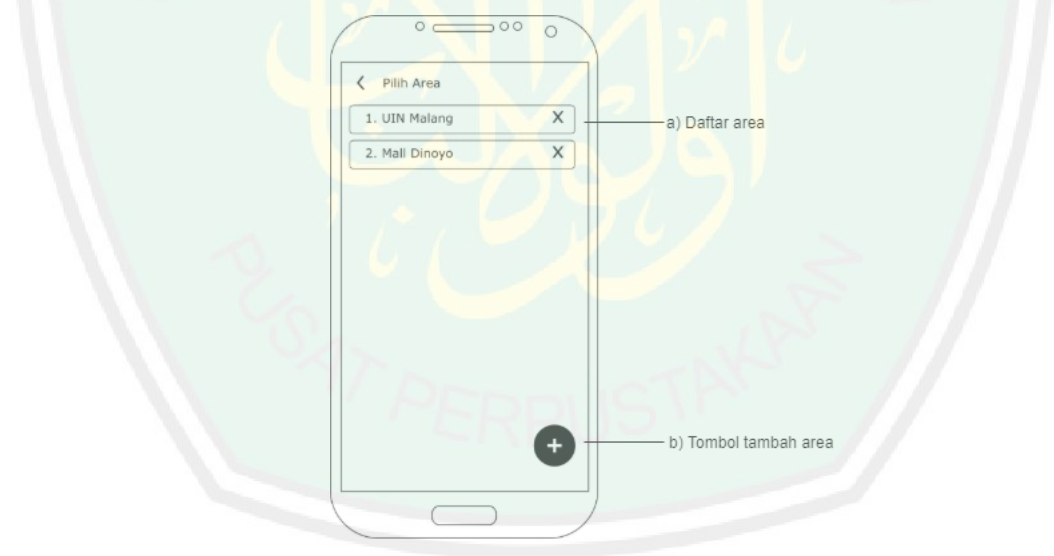 Pilih Area
1. UIN Malang X
a) Daftar area
2. Mall Dinoyo X
b) Tombol tambah area
PUSAT PERPUSTAKAAN